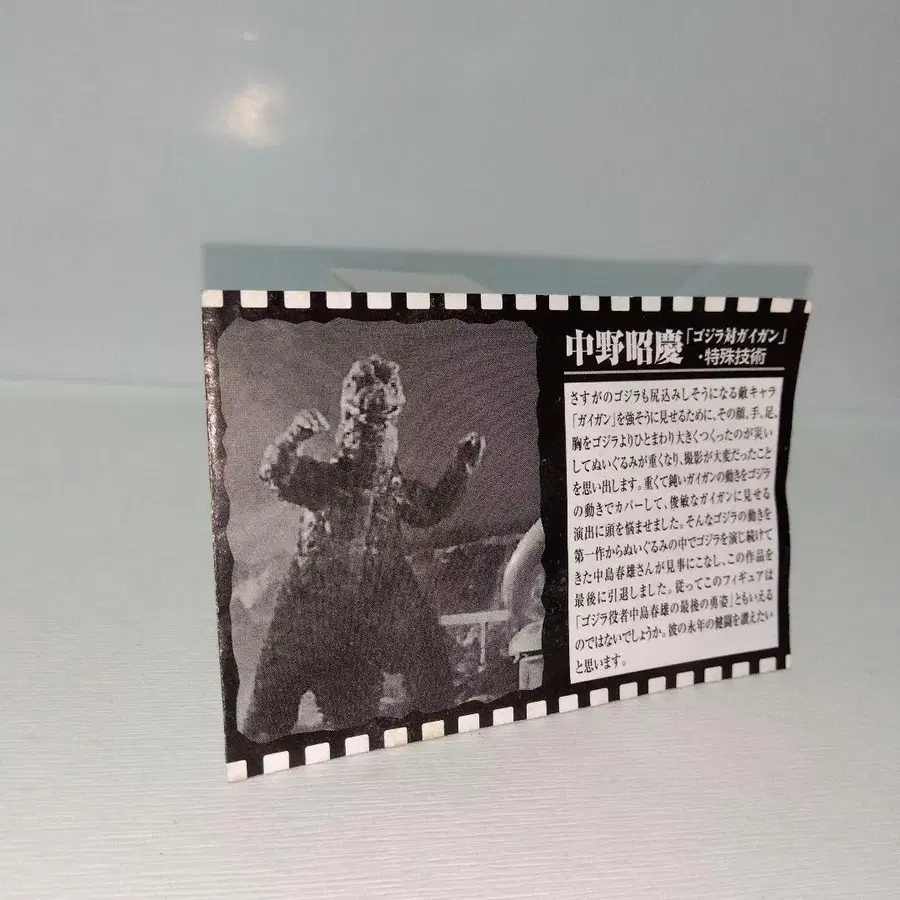 中野昭慶「ゴジラ対ガイガン」
・特殊技術
さすがのゴジラも尻込みしそうになる敵キャラ
「ガイガン」を強そうに見せるために、その顔、手、足、
胸をゴジラよりひとまわり大きくつくったのが災い
してぬいぐるみが重くなり、撮影が大変だったこと
を思い出します。重くて鈍いガイガンの動きをゴジラ
の動きでカバーして、俊敏なガイガンに見せる
演出に頭を悩ませました。そんなゴジラの動きを
第一作からぬいぐるみの中でゴジラを演じ続けて
きた中島春雄さんが見事にこなし、この作品を
最後に引退しました。従ってこのフィギュアは
「ゴジラ役者中島春雄の最後の勇姿」ともいえる
のではないでしょうか。彼の永年の健闘を讃えたい
と思います。